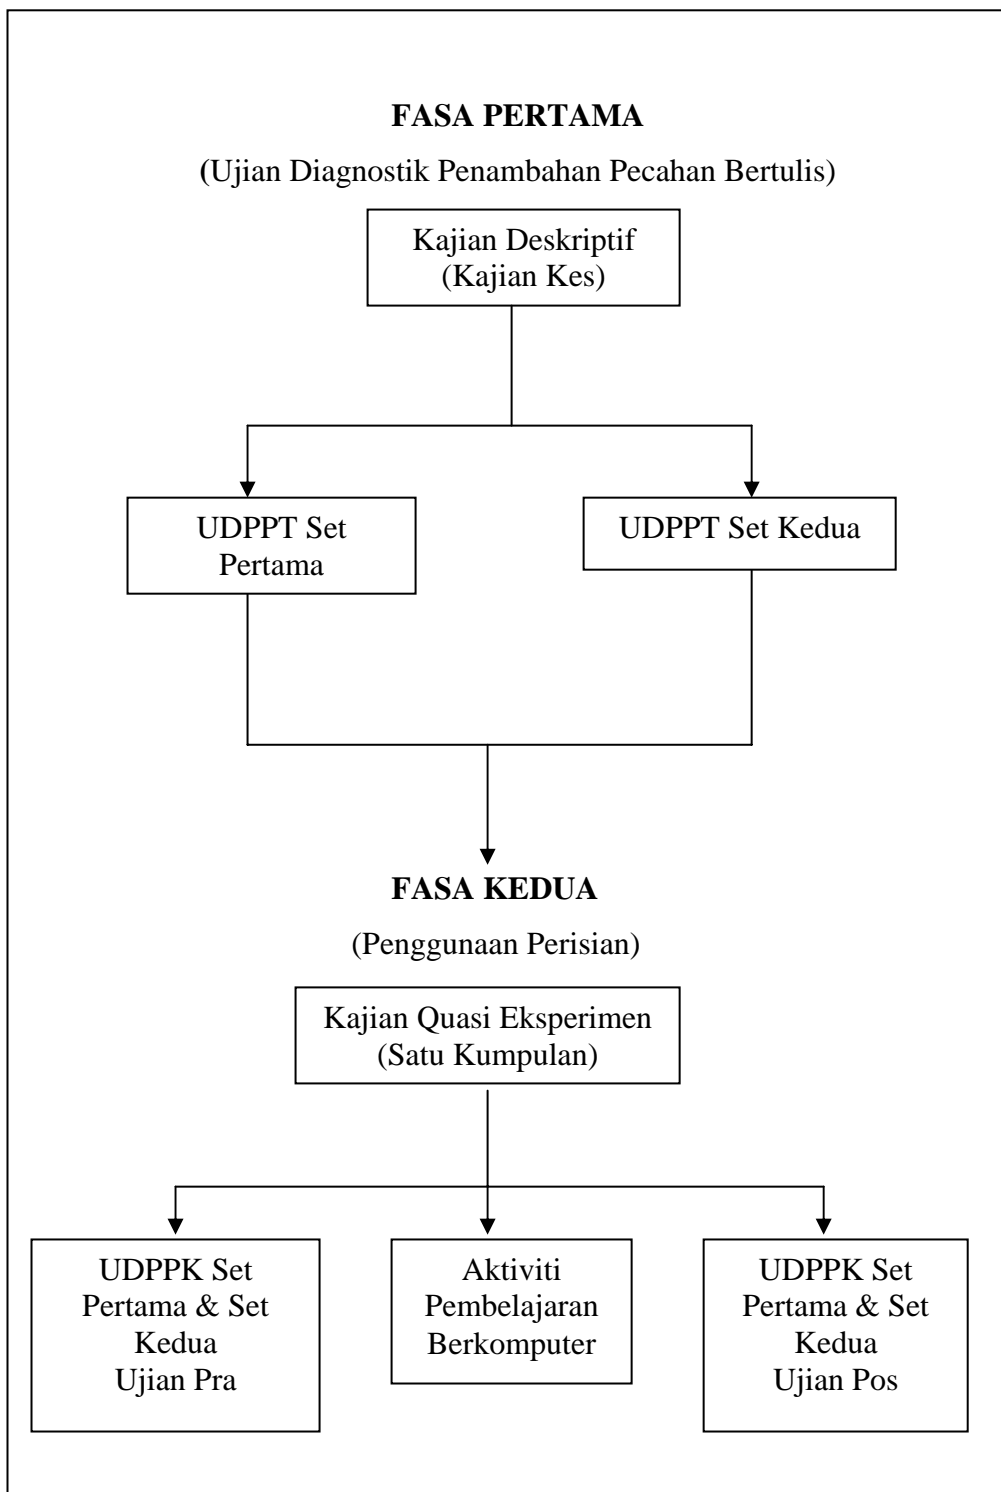 FASA PERTAMA
(Ujian Diagnostik Penambahan Pecahan Bertulis)
Kajian Deskriptif
(Kajian Kes)
UDPPT Set
Pertama
UDPPT Set Kedua
FASA KEDUA
(Penggunaan Perisian)
Kajian Quasi Eksperimen
(Satu Kumpulan)
UDPPK Set
Pertama & Set
Kedua
Ujian Pra
Aktiviti
Pembelajaran
Berkomputer
UDPPK Set
Pertama & Set
Kedua
Ujian Pos